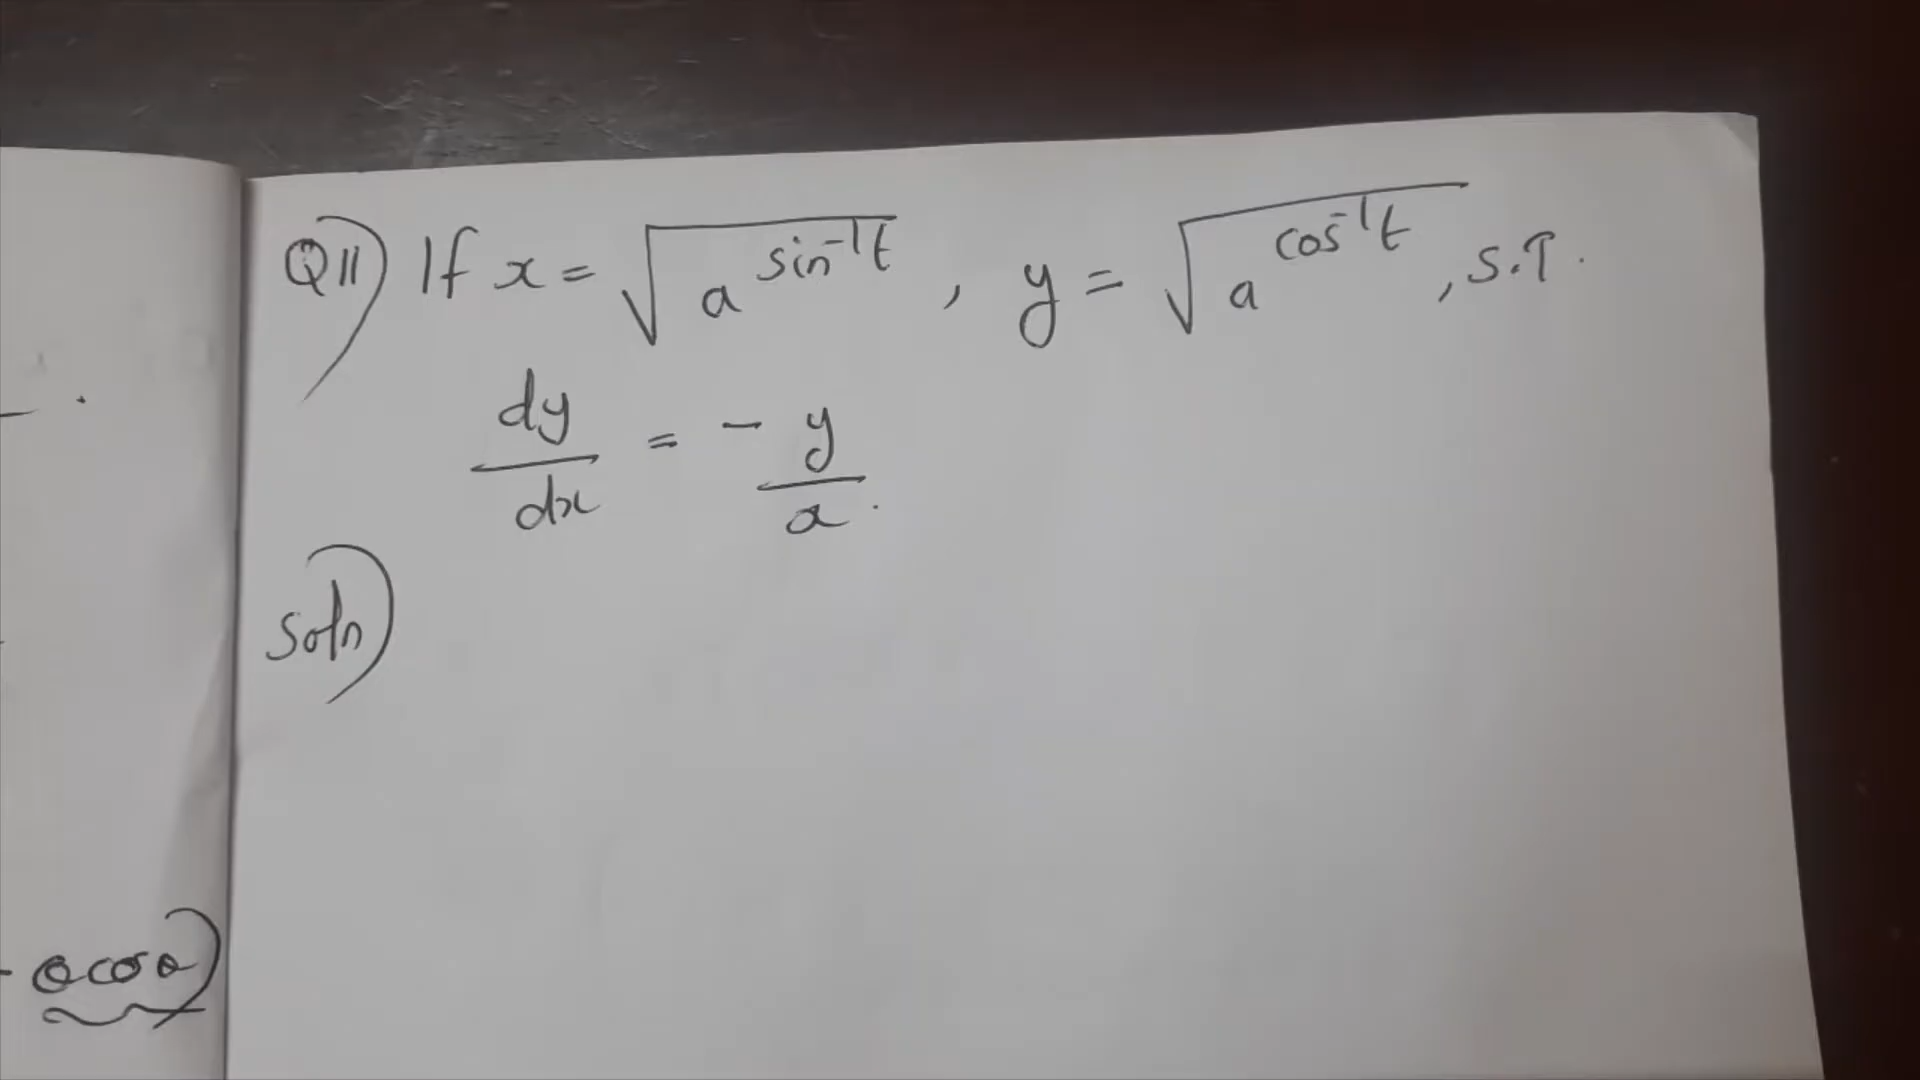 Q11) If x = √a^sin⁻¹t , y = √a^cos⁻¹t , S.T.
dy/dx = - y/x.
Soln)
- θcosθ)